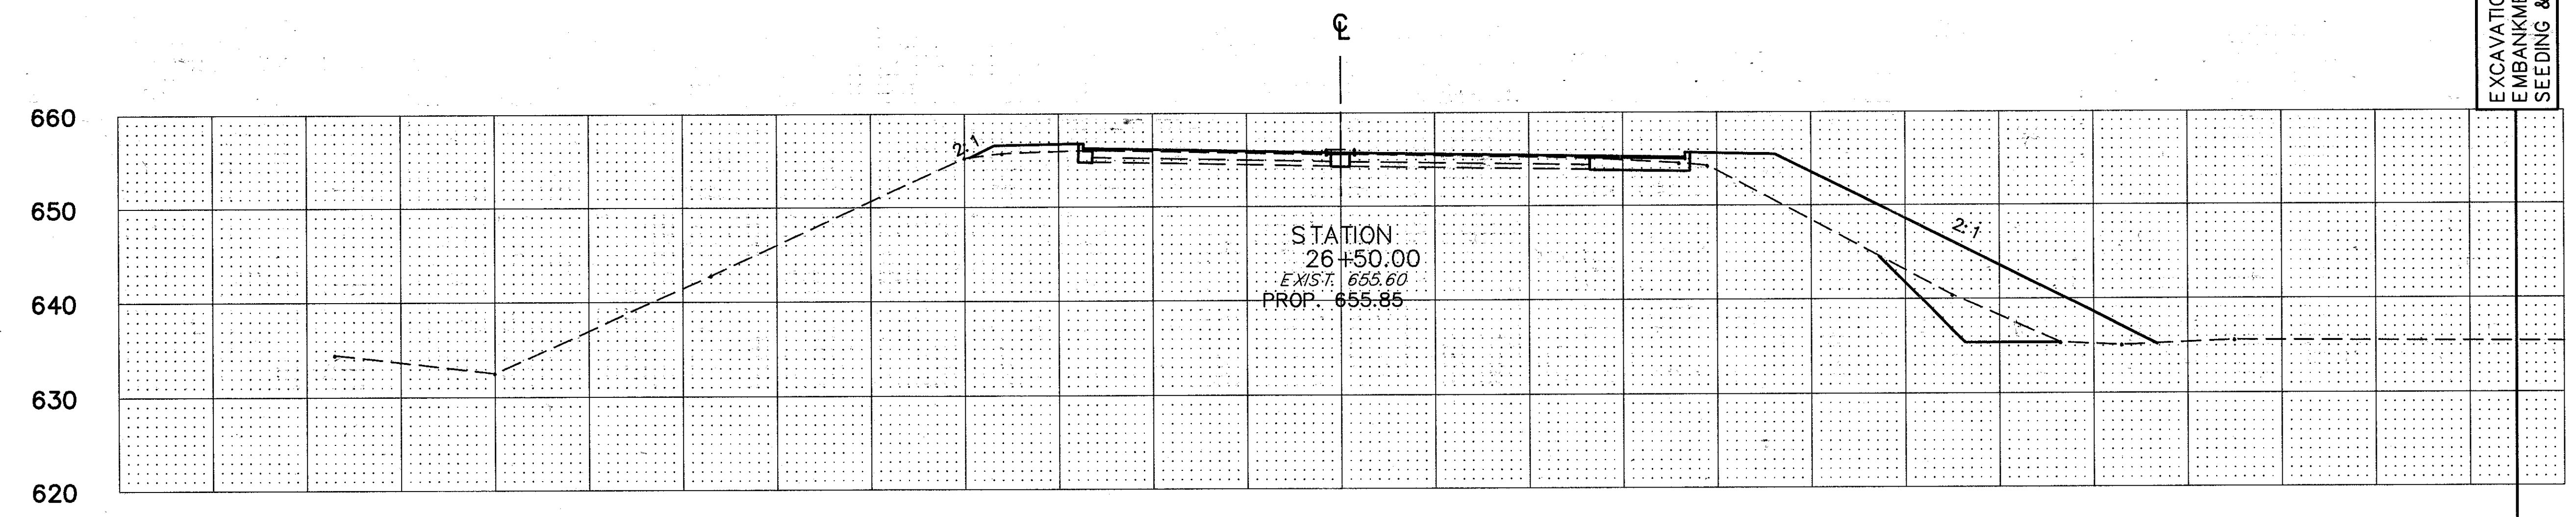 ℄
EXCAVATIO
EMBANKME
SEEDING &
660
2:1
650
2:1
STATION
26+50.00
EXIST. 655.60
640
PROP. 655.85
630
620